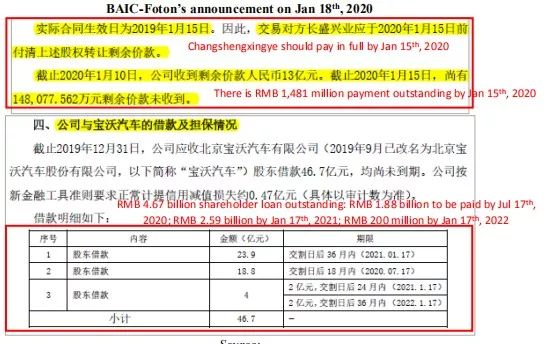 BAIC-Foton's announcement on Jan 18th, 2020
实际合同生效日为2019年1月15日。因此，交易对方长盛兴业应于2020年1月15日前
付清上述股权转让剩余价款。
Changshengxingye should pay in full by Jan 15th, 2020
截止2020年1月10日，公司收到剩余价款人民币13亿元。截止2020年1月15日，尚有
148,077.562万元剩余价款未收到。
There is RMB 1,481 million payment outstanding by Jan 15th, 2020
四、公司与宝沃汽车的借款及担保情况
截止2019年12月31日，公司应收北京宝沃汽车有限公司（2019年9月已改名为北京宝
沃汽车股份有限公司，以下简称“宝沃汽车”）股东借款46.7亿元，均尚未到期。公司按
新金融工具准则要求正常计提信用减值损失约0.47亿元（具体以审计数为准）。
RMB 4.67 billion shareholder loan outstanding: RMB 1.88 billion to be paid by Jul 17th,
2020; RMB 2.59 billion by Jan 17th, 2021; RMB 200 million by Jan 17th, 2022
借款明细如下：
序号 内容 金额（亿元） 期限
1 股东借款 23.9 交割日后36月内（2021.01.17）
2 股东借款 18.8 交割日后18月内（2020.07.17）
3 股东借款 4 2亿元，交割日后24月内（2021.1.17）
2亿元，交割日后36月内（2022.1.17）
小计 46.7 –